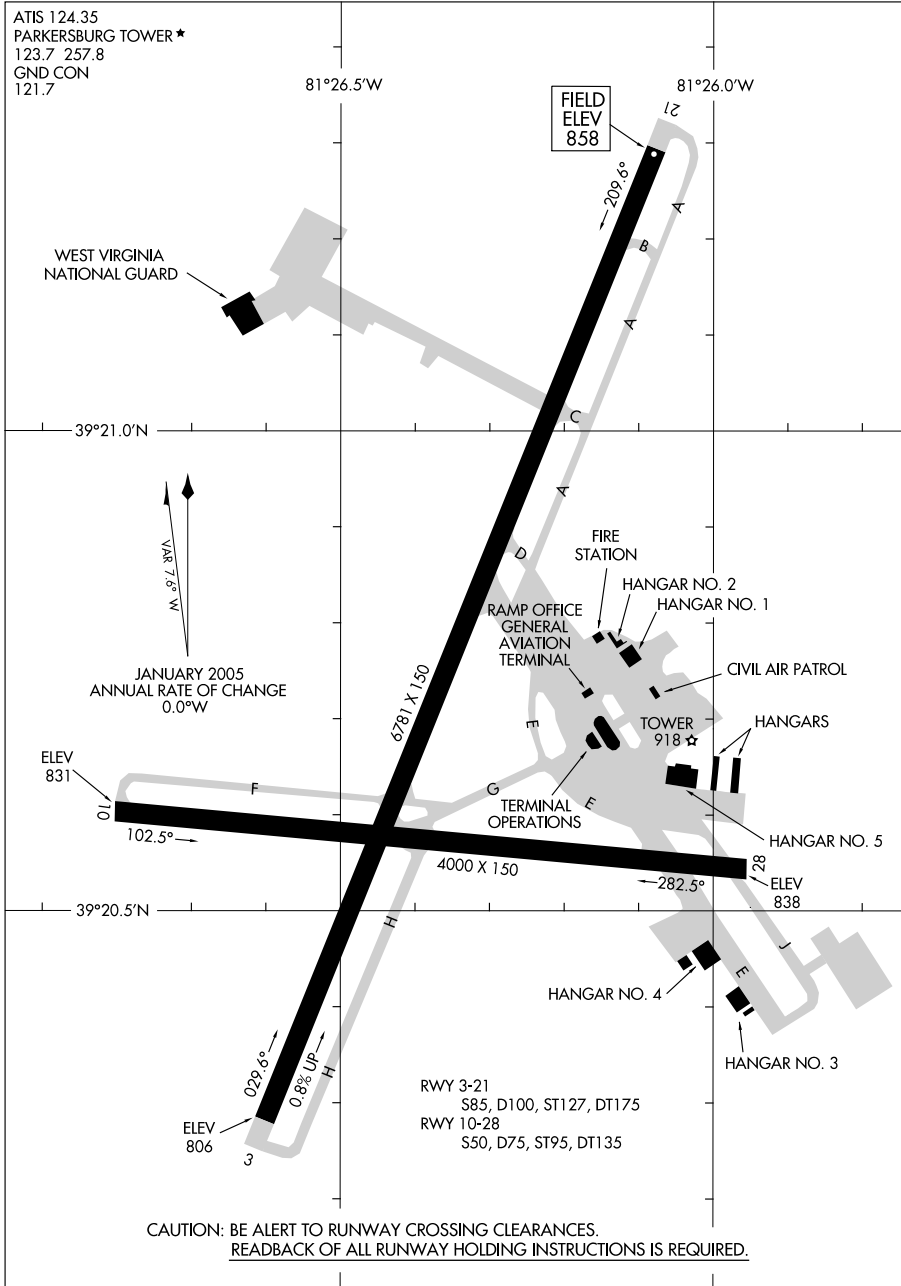 ATIS 124.35
PARKERSBURG TOWER★
123.7 257.8
GND CON
121.7
81°26.5'W
81°26.0'W
FIELD
ELEV
858
21
209.6°
A
B
WEST VIRGINIA
NATIONAL GUARD
A
C
39°21.0'N
A
VAR 7.6° W
D
FIRE
STATION
HANGAR NO. 2
HANGAR NO. 1
RAMP OFFICE
GENERAL
AVIATION
TERMINAL
JANUARY 2005
ANNUAL RATE OF CHANGE
0.0°W
CIVIL AIR PATROL
6781 X 150
E
TOWER
918
HANGARS
ELEV
831
F
G
E
TERMINAL
OPERATIONS
10
102.5°
HANGAR NO. 5
4000 X 150
28
282.5°
ELEV
838
39°20.5'N
H
J
E
HANGAR NO. 4
HANGAR NO. 3
029.6°
0.8% UP
H
RWY 3-21
S85, D100, ST127, DT175
RWY 10-28
S50, D75, ST95, DT135
ELEV
806
3
CAUTION: BE ALERT TO RUNWAY CROSSING CLEARANCES.
READBACK OF ALL RUNWAY HOLDING INSTRUCTIONS IS REQUIRED.